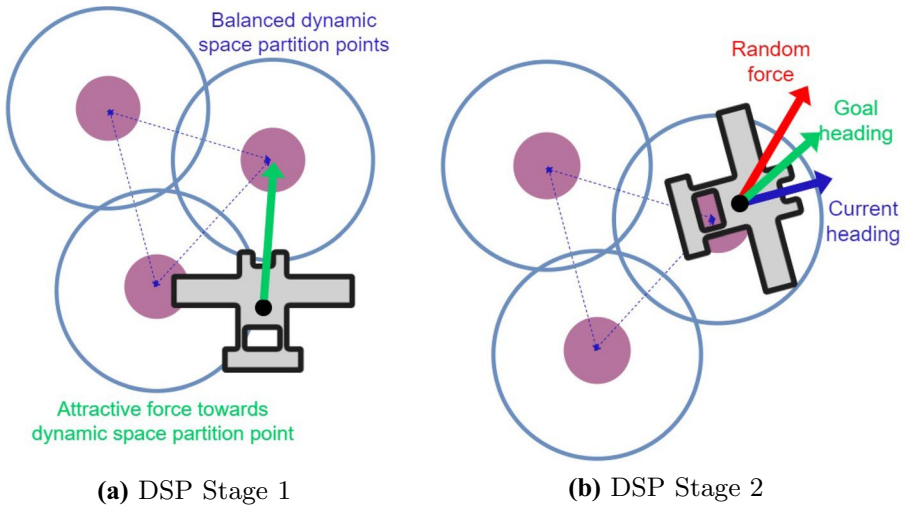 Balanced dynamic
space partition points
Attractive force towards
dynamic space partition point
(a) DSP Stage 1
Random
force
Goal
heading
Current
heading
(b) DSP Stage 2